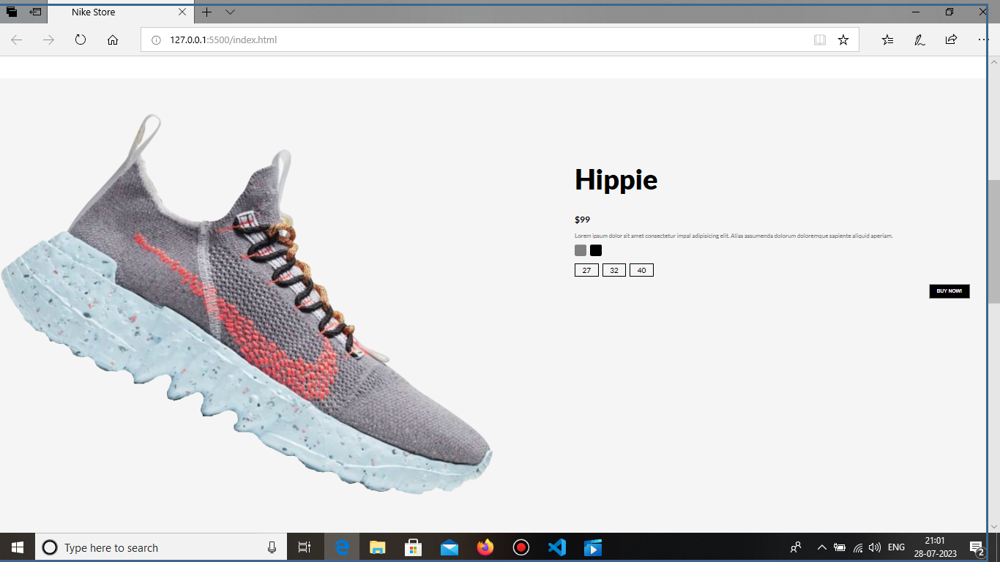 Nike Store
127.0.0.1:5500/index.html
Hippie
$99
Lorem ipsum dolor sit amet consectetur impal adipisicing elit. Alias assumenda dolorum doloremque sapiente aliquid aperiam.
27 32 40
BUY NOW!
Type here to search
ENG
21:01
28-07-2023
2